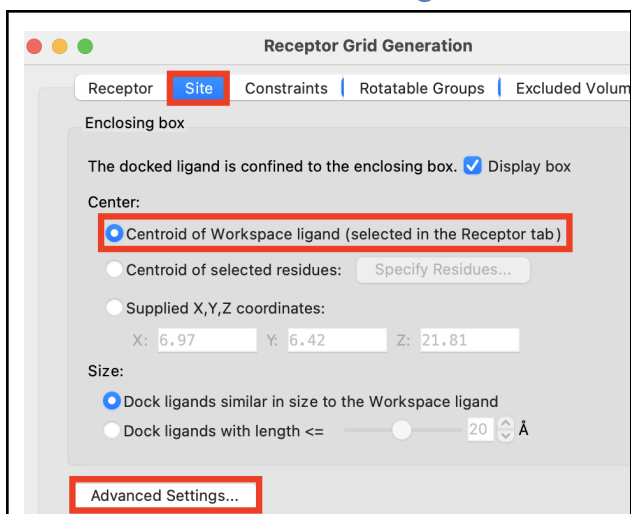 Receptor Grid Generation
Receptor Site Constraints Rotatable Groups Excluded Volum
Enclosing box
The docked ligand is confined to the enclosing box. Display box
Center:
Centroid of Workspace ligand (selected in the Receptor tab)
Centroid of selected residues: Specify Residues...
Supplied X,Y,Z coordinates:
X: 6.97 Y: 6.42 Z: 21.81
Size:
Dock ligands similar in size to the Workspace ligand
Dock ligands with length <= 20 Å
Advanced Settings...